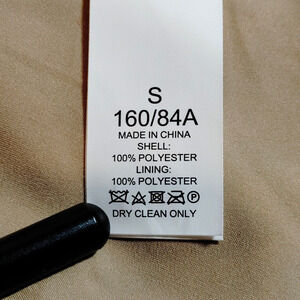 S
160/84A
MADE IN CHINA
SHELL:
100% POLYESTER
LINING:
100% POLYESTER
DRY CLEAN ONLY